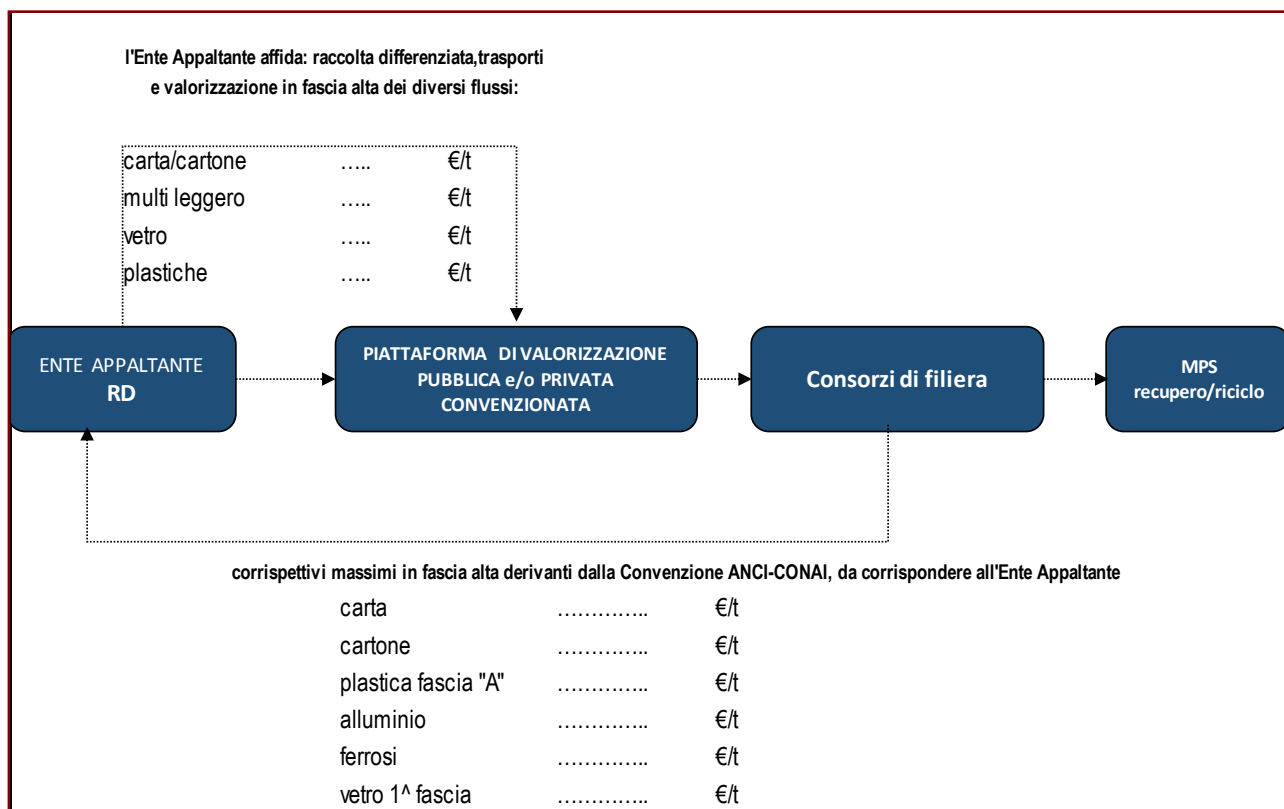 l'Ente Appaltante affida: raccolta differenziata,trasporti
e valorizzazione in fascia alta dei diversi flussi:
carta/cartone ..... €/t
multi leggero ..... €/t
vetro ..... €/t
plastiche ..... €/t
ENTE APPALTANTE
RD
PIATTAFORMA DI VALORIZZAZIONE
PUBBLICA e/o PRIVATA
CONVENZIONATA
Consorzi di filiera
MPS
recupero/riciclo
corrispettivi massimi in fascia alta derivanti dalla Convenzione ANCI-CONAI, da corrispondere all'Ente Appaltante
carta .............. €/t
cartone .............. €/t
plastica fascia "A" .............. €/t
alluminio .............. €/t
ferrosi .............. €/t
vetro 1^ fascia .............. €/t